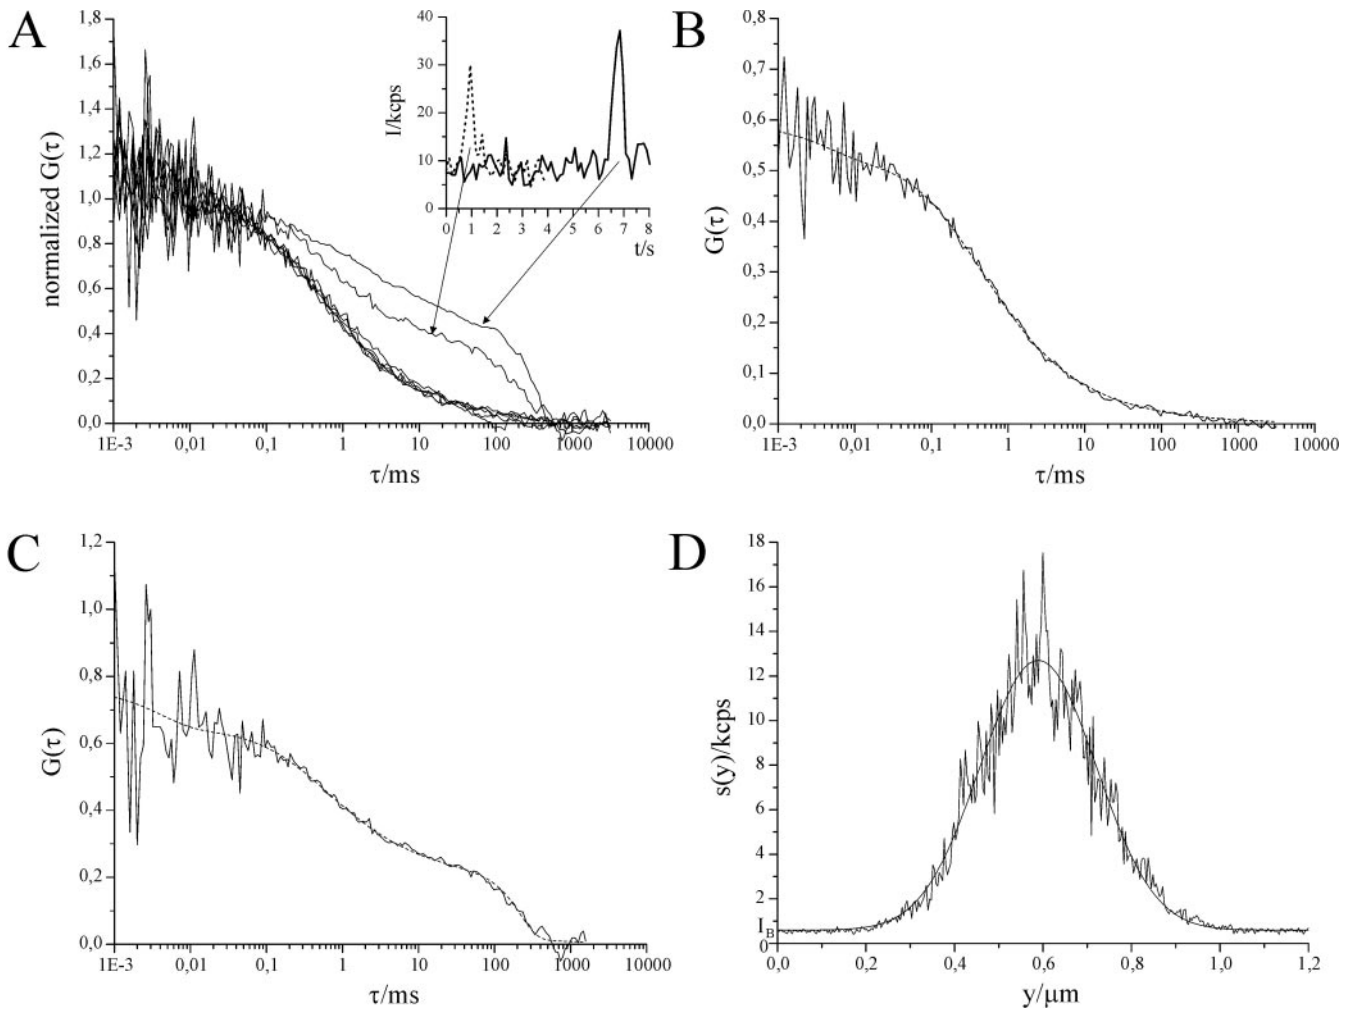 A
normalized G(τ)
1,8
1,6
1,4
1,2
1,0
0,8
0,6
0,4
0,2
0,0
1E-3 0,01 0,1 1 10 100 1000 10000
τ/ms
I/kcps
40
30
20
10
0
0 1 2 3 4 5 6 7 8
t/s
B
G(τ)
0,8
0,7
0,6
0,5
0,4
0,3
0,2
0,1
0,0
1E-3 0,01 0,1 1 10 100 1000 10000
τ/ms
C
G(τ)
1,2
1,0
0,8
0,6
0,4
0,2
0,0
1E-3 0,01 0,1 1 10 100 1000 10000
τ/ms
D
s(y)/kcps
18
16
14
12
10
8
6
4
2
I_B
0
0,0 0,2 0,4 0,6 0,8 1,0 1,2
y/μm